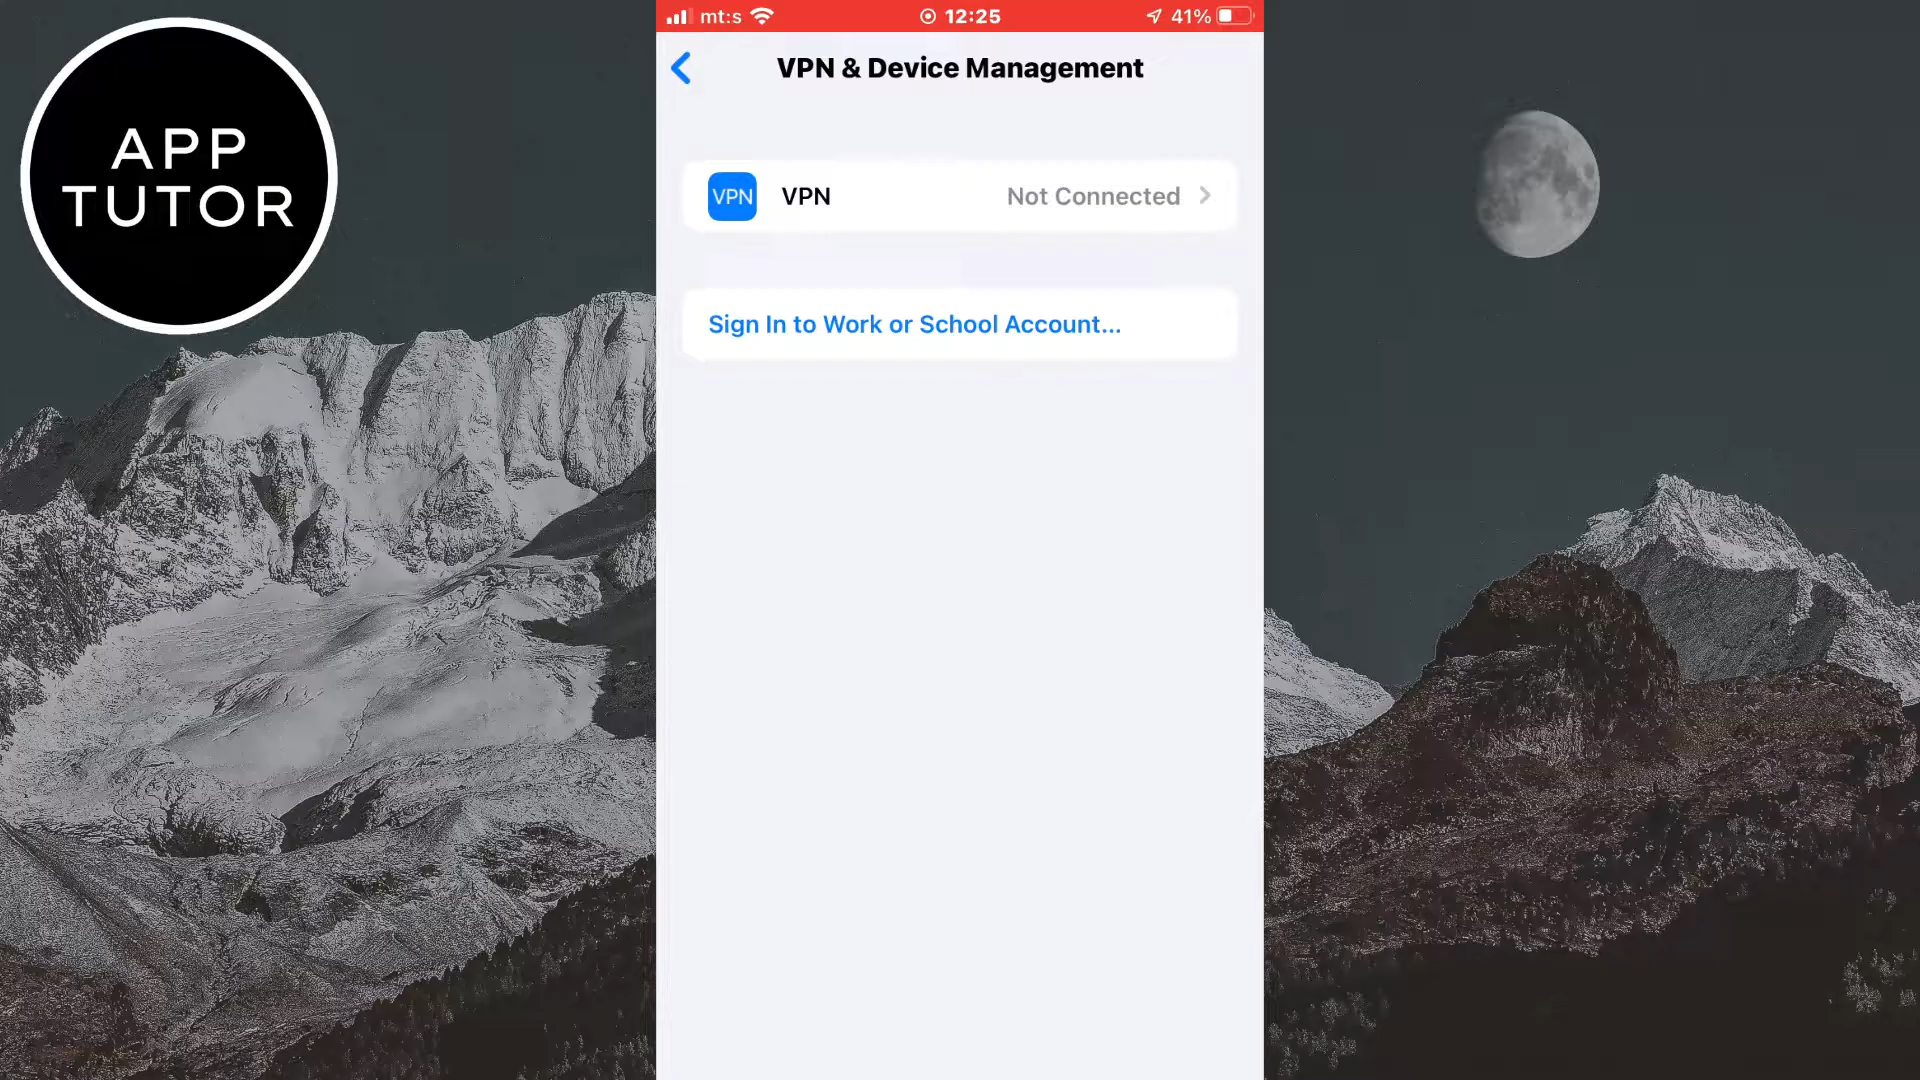 APP
TUTOR
mt:s 12:25 41%
VPN & Device Management
VPN VPN Not Connected
Sign In to Work or School Account...